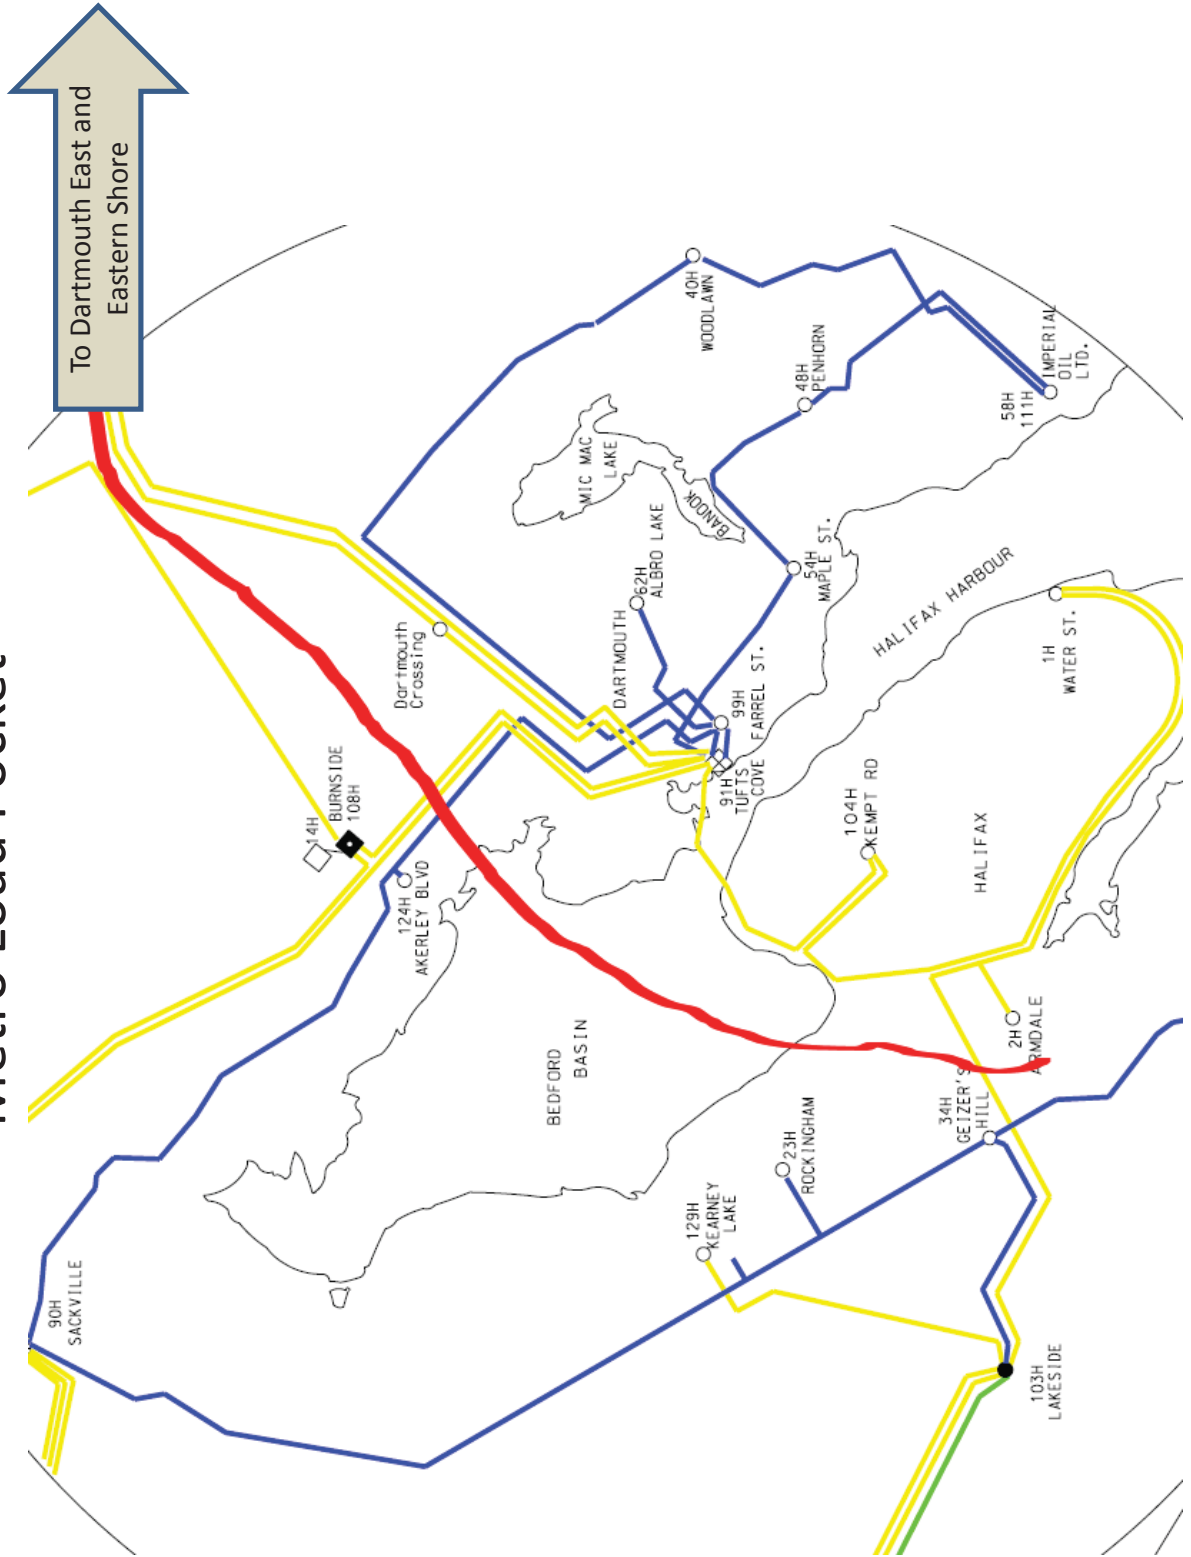 Metro Load Pocket
To Dartmouth East and
Eastern Shore
90H
SACKVILLE
14H
BURNSIDE
108H
Dartmouth
Crossing
124H
AKERLEY BLVD
BEDFORD
BASIN
MIC MAC
LAKE
BANOOK
62H
ALBRO LAKE
DARTMOUTH
40H
WOODLAWN
129H
KEARNEY
LAKE
91H
TUFTS
COVE
99H
FARREL ST.
23H
ROCKINGHAM
48H
PENHORN
54H
MAPLE ST.
104H
KEMPT RD
HALIFAX HARBOUR
34H
GEIZER'S
HILL
HALIFAX
58H
111H
IMPERIAL
OIL
LTD.
2H
ARMDALE
1H
WATER ST.
103H
LAKESIDE